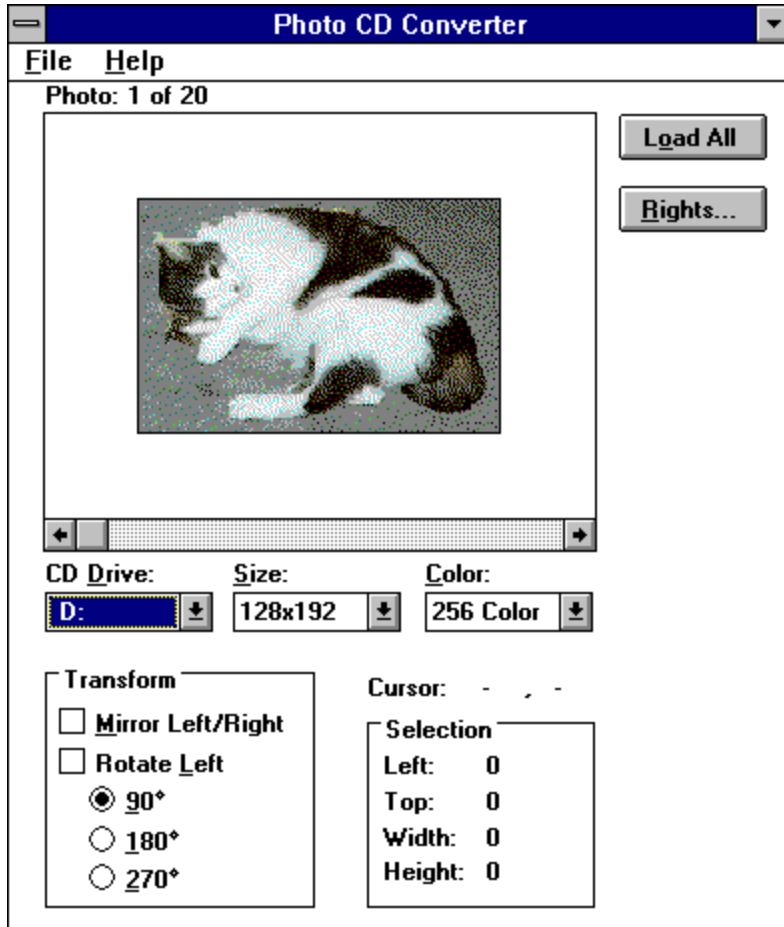 Photo CD Converter
File Help
Photo: 1 of 20
Load All
Rights...
CD Drive: Size: Color:
D: 128x192 256 Color
Transform
Mirror Left/Right
Rotate Left
90°
180°
270°
Cursor: - , -
Selection
Left: 0
Top: 0
Width: 0
Height: 0